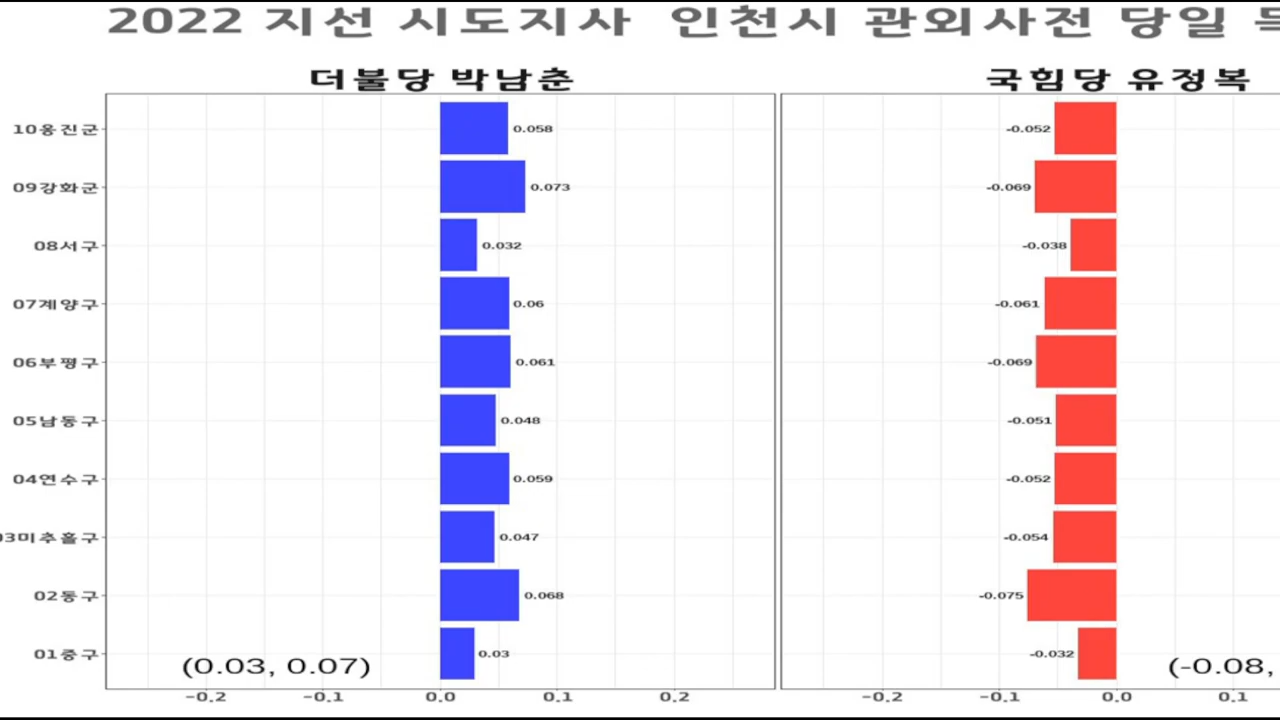 2022 지선 시도지사 인천시 관외사전 당일
더불당 박남춘 국힘당 유정복
10옹진군 0.058 -0.052
09강화군 0.073 -0.069
08서구 0.032 -0.038
07계양구 0.06 -0.061
06부평구 0.061 -0.069
05남동구 0.048 -0.051
04연수구 0.059 -0.052
03미추홀구 0.047 -0.054
02동구 0.068 -0.075
01중구 0.03 -0.032
(0.03, 0.07) (-0.08,
-0.2 -0.1 0.0 0.1 0.2 -0.2 -0.1 0.0 0.1